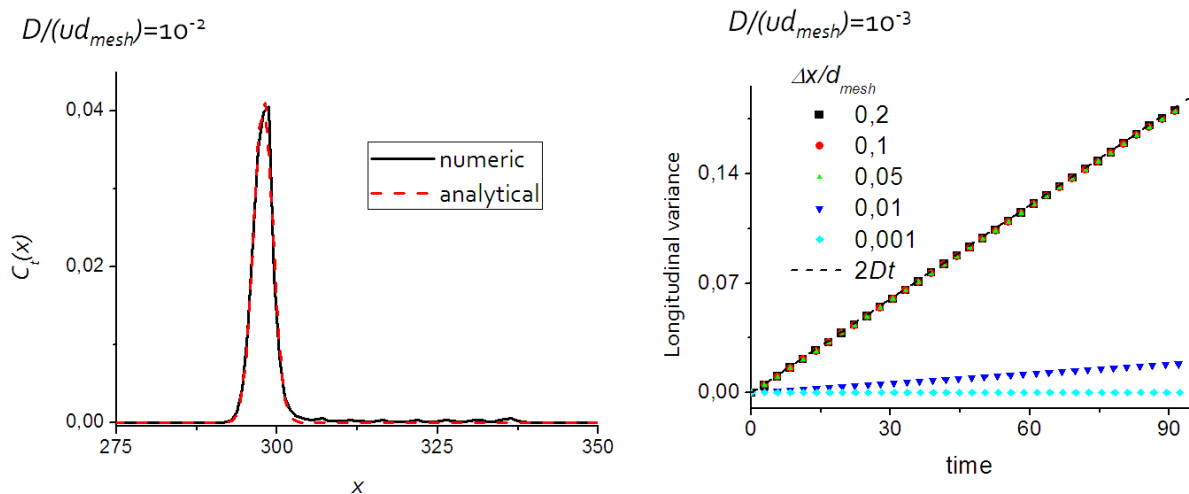 D/(ud_mesh)=10⁻²
0,04
0,02
0,00
C_t(x)
275
300
325
350
x
numeric
analytical
D/(ud_mesh)=10⁻³
Δx/d_mesh
0,2
0,1
0,05
0,01
0,001
2Dt
Longitudinal variance
0,14
0,07
0,00
0
30
60
90
time